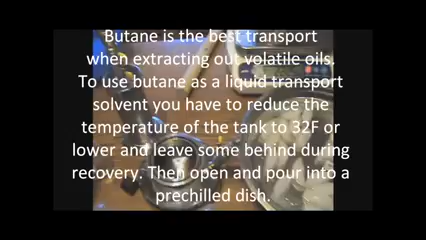 Butane is the best transport
when extracting out volatile oils.
To use butane as a liquid transport
solvent you have to reduce the
temperature of the tank to 32F or
lower and leave some behind during
recovery. Then open and pour into a
prechilled dish.